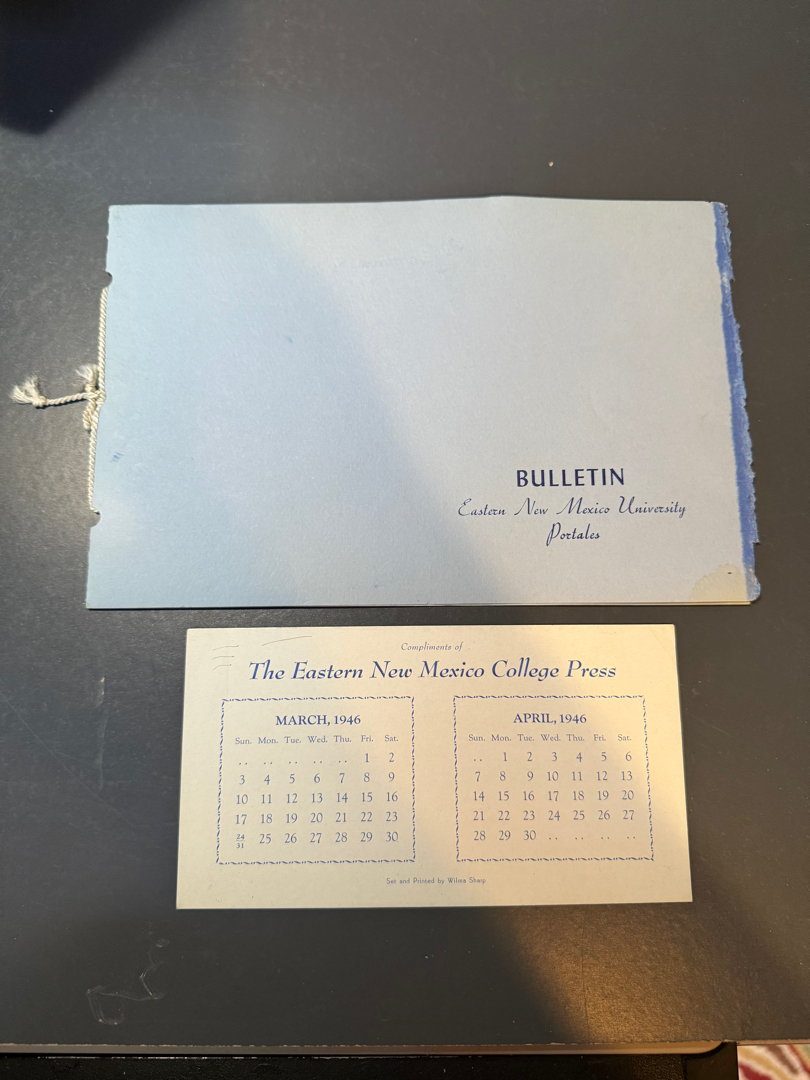 BULLETIN
Eastern New Mexico University
Portales
Compliments of
The Eastern New Mexico College Press
MARCH, 1946
Sun. Mon. Tue. Wed. Thu. Fri. Sat.
.. .. .. .. .. 1 2
3 4 5 6 7 8 9
10 11 12 13 14 15 16
17 18 19 20 21 22 23
24/31 25 26 27 28 29 30
APRIL, 1946
Sun. Mon. Tue. Wed. Thu. Fri. Sat.
.. 1 2 3 4 5 6
7 8 9 10 11 12 13
14 15 16 17 18 19 20
21 22 23 24 25 26 27
28 29 30 .. .. .. ..
Set and Printed by Wilma Sharp